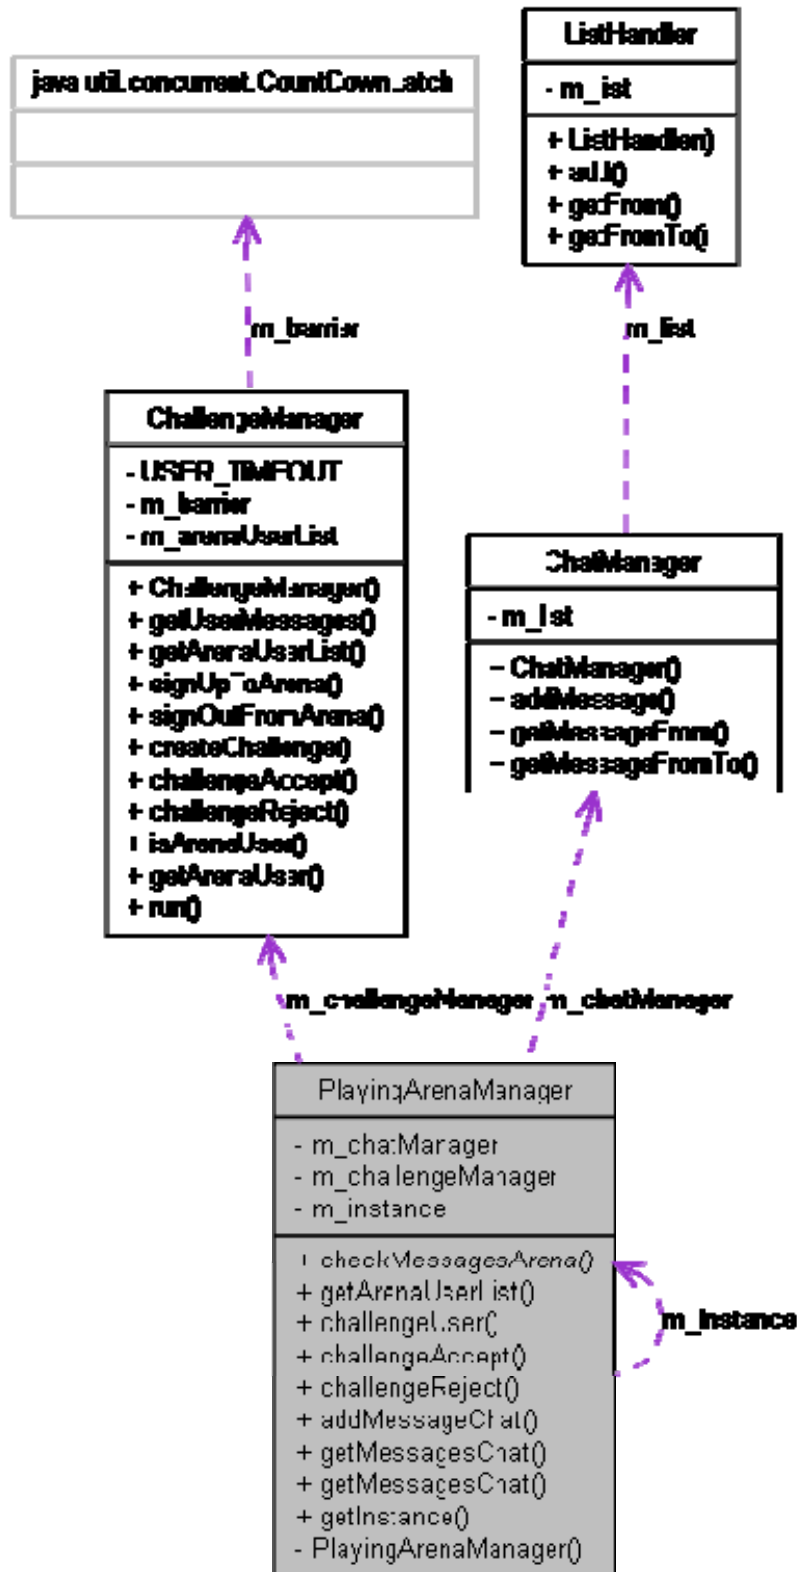 ListHandler
java.util.concurrent.CountDownLatch
- m_list
+ ListHandler()
+ add()
+ getFrom()
+ getFromTo()
m_barrier
m_list
ChallengeManager
- USER_TIMEOUT
- m_barrier
- m_arenaUserList
+ ChallengeManager()
+ getUserMessages()
+ getArenaUserList()
+ signUpToArena()
+ signOutFromArena()
+ createChallenge()
+ challengeAccept()
+ challengeReject()
+ isArenaUser()
+ getArenaUser()
+ run()
ChatManager
- m_list
- ChatManager()
- addMessage()
- getMessageFrom()
- getMessageFromTo()
m_challengeManager
m_chatManager
PlayingArenaManager
- m_chatManager
- m_challengeManager
- m_instance
+ checkMessagesArena()
+ getArenaUserList()
+ challengeUser()
+ challengeAccept()
+ challengeReject()
+ addMessageChat()
+ getMessagesChat()
+ getMessagesChat()
+ getInstance()
- PlayingArenaManager()
m_instance